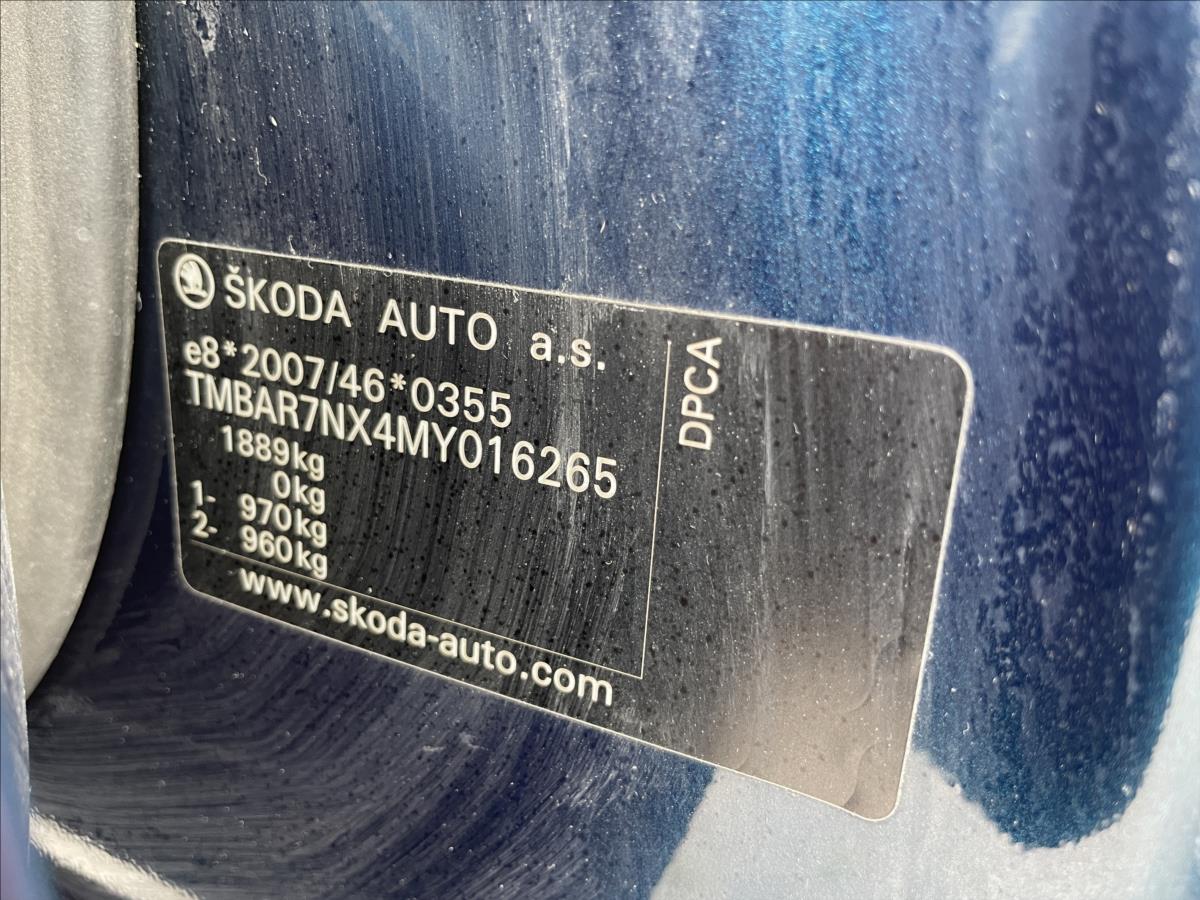 ŠKODA AUTO a.s.
e8*2007/46*0355
TMBAR7NX4MY016265
1889kg
0kg
1- 970kg
2- 960kg
www.skoda-auto.com
DPCA